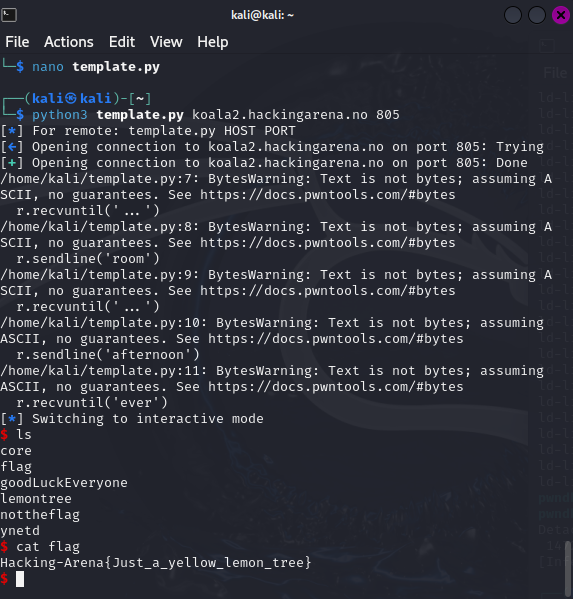 kali@kali: ~
File Actions Edit View Help
└─$ nano template.py
┌──(kali㉿kali)-[~]
└─$ python3 template.py koala2.hackingarena.no 805
[*] For remote: template.py HOST PORT
[←] Opening connection to koala2.hackingarena.no on port 805: Trying
[+] Opening connection to koala2.hackingarena.no on port 805: Done
/home/kali/template.py:7: BytesWarning: Text is not bytes; assuming A
SCII, no guarantees. See https://docs.pwntools.com/#bytes
r.recvuntil('...')
/home/kali/template.py:8: BytesWarning: Text is not bytes; assuming A
SCII, no guarantees. See https://docs.pwntools.com/#bytes
r.sendline('room')
/home/kali/template.py:9: BytesWarning: Text is not bytes; assuming A
SCII, no guarantees. See https://docs.pwntools.com/#bytes
r.recvuntil('...')
/home/kali/template.py:10: BytesWarning: Text is not bytes; assuming
ASCII, no guarantees. See https://docs.pwntools.com/#bytes
r.sendline('afternoon')
/home/kali/template.py:11: BytesWarning: Text is not bytes; assuming
ASCII, no guarantees. See https://docs.pwntools.com/#bytes
r.recvuntil('ever')
[*] Switching to interactive mode
$ ls
core
flag
goodLuckEveryone
lemontree
nottheflag
ynetd
$ cat flag
Hacking-Arena{Just_a_yellow_lemon_tree}
$